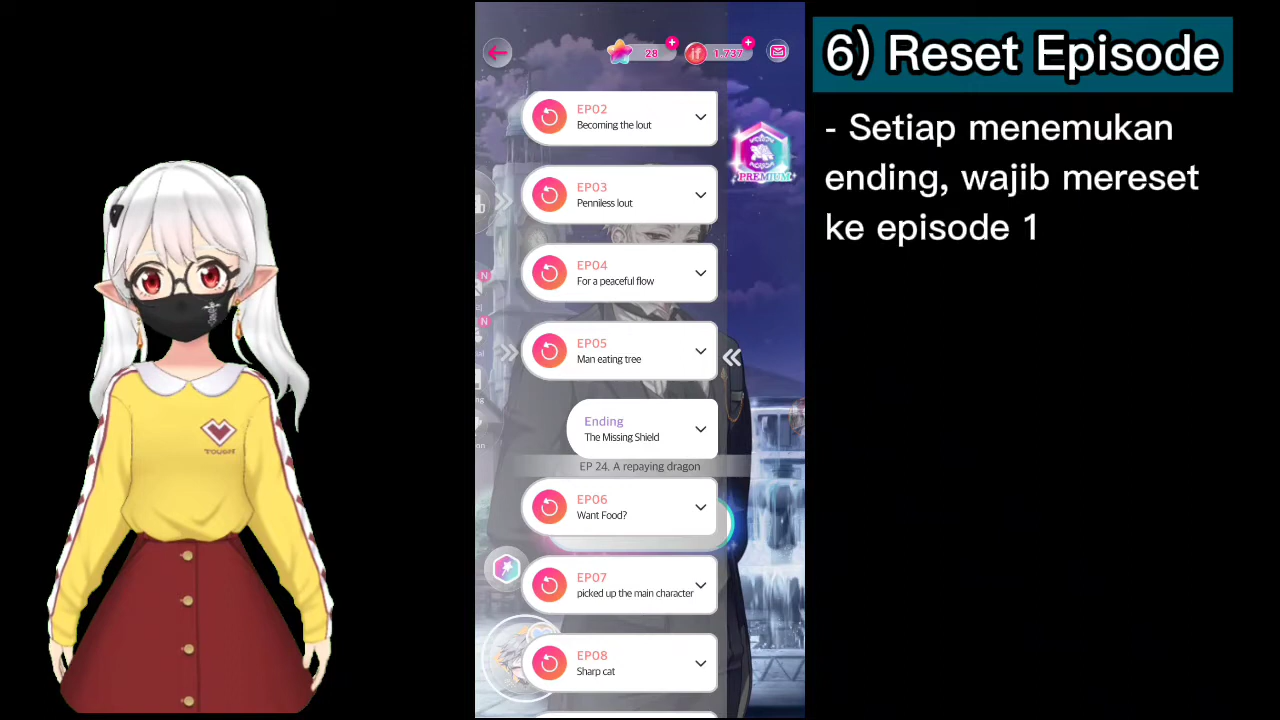 6) Reset Episode
- Setiap menemukan
ending, wajib mereset
ke episode 1
28
if
1.737
EP02
Becoming the lout
PREMIUM
EP03
Penniless lout
EP04
For a peaceful flow
N
N
EP05
Man eating tree
Ending
The Missing Shield
EP 24. A repaying dragon
EP06
Want Food?
EP07
picked up the main character
EP08
Sharp cat
TOUGHT